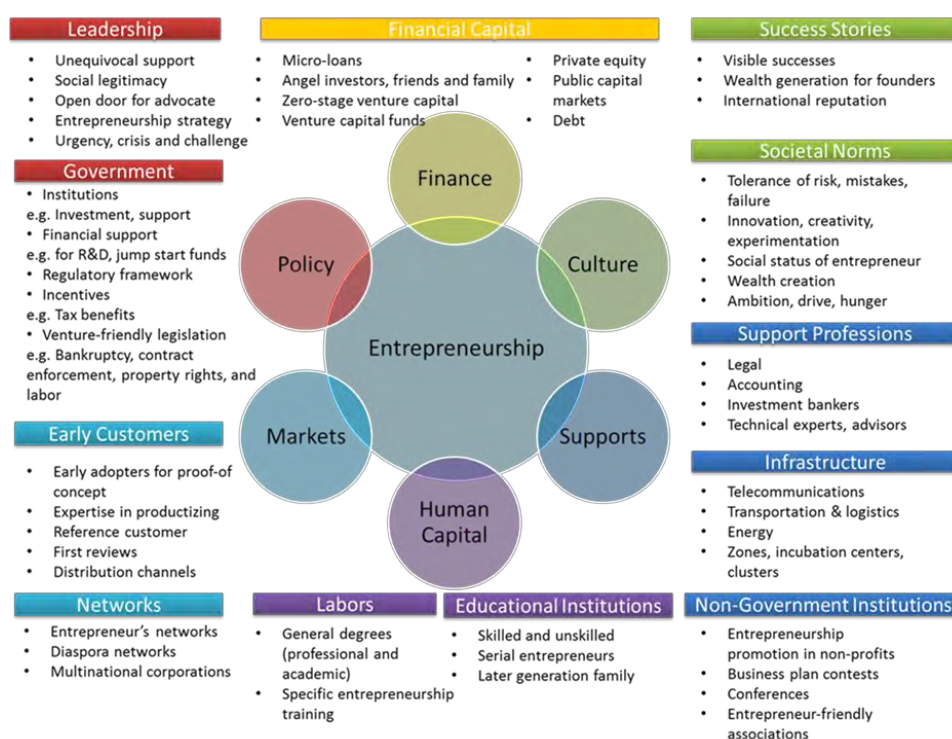 Leadership
• Unequivocal support
• Social legitimacy
• Open door for advocate
• Entrepreneurship strategy
• Urgency, crisis and challenge
Government
• Institutions
e.g. Investment, support
• Financial support
e.g. for R&D, jump start funds
• Regulatory framework
• Incentives
e.g. Tax benefits
• Venture-friendly legislation
e.g. Bankruptcy, contract
enforcement, property rights, and
labor
Early Customers
• Early adopters for proof-of
concept
• Expertise in productizing
• Reference customer
• First reviews
• Distribution channels
Networks
• Entrepreneur's networks
• Diaspora networks
• Multinational corporations
Financial Capital
• Micro-loans
• Angel investors, friends and family
• Zero-stage venture capital
• Venture capital funds
• Private equity
• Public capital
markets
• Debt
Finance
Policy
Culture
Entrepreneurship
Markets
Supports
Human
Capital
Labors
• General degrees
(professional and
academic)
• Specific entrepreneurship
training
Educational Institutions
• Skilled and unskilled
• Serial entrepreneurs
• Later generation family
Success Stories
• Visible successes
• Wealth generation for founders
• International reputation
Societal Norms
• Tolerance of risk, mistakes,
failure
• Innovation, creativity,
experimentation
• Social status of entrepreneur
• Wealth creation
• Ambition, drive, hunger
Support Professions
• Legal
• Accounting
• Investment bankers
• Technical experts, advisors
Infrastructure
• Telecommunications
• Transportation & logistics
• Energy
• Zones, incubation centers,
clusters
Non-Government Institutions
• Entrepreneurship
promotion in non-profits
• Business plan contests
• Conferences
• Entrepreneur-friendly
associations